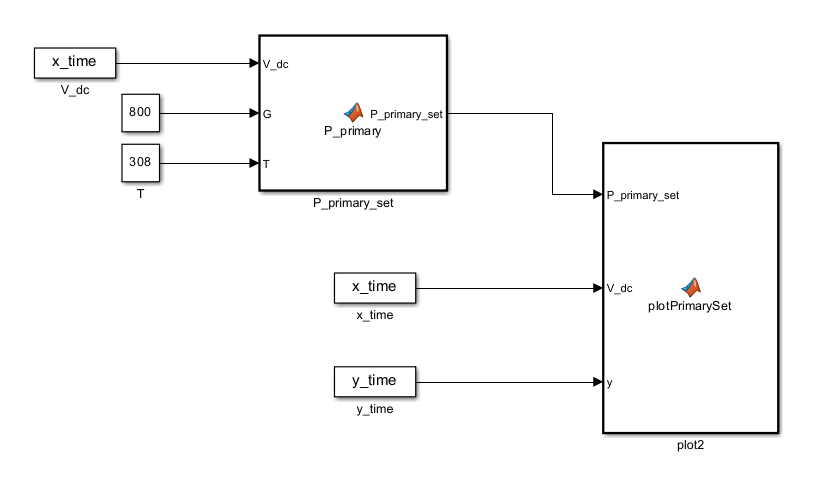 x_time
V_dc
800
308
T
V_dc
G
T
P_primary
P_primary_set
P_primary_set
x_time
x_time
y_time
y_time
P_primary_set
V_dc
y
plotPrimarySet
plot2